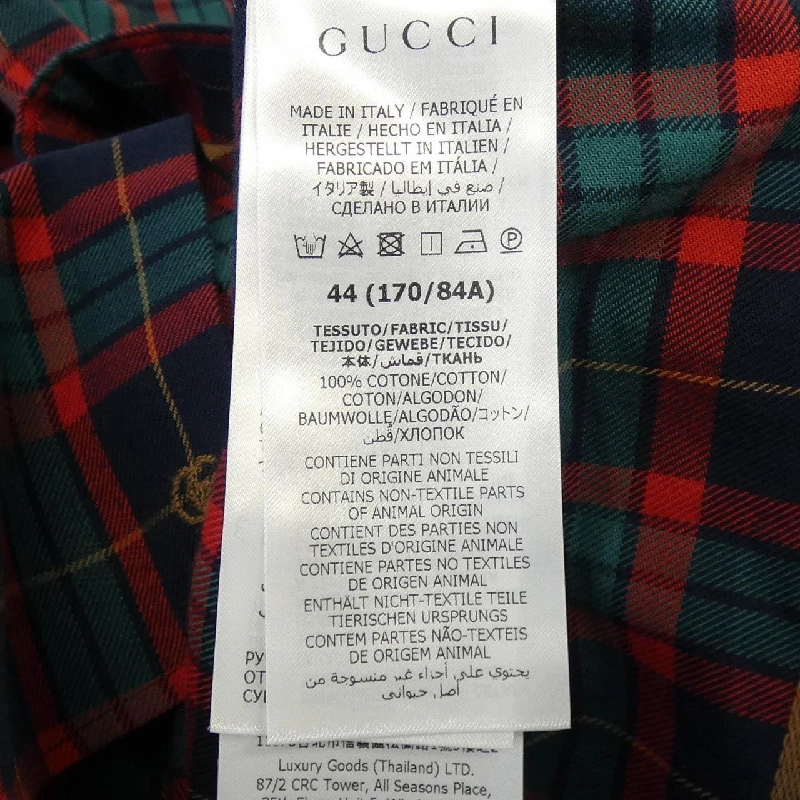 GUCCI
MADE IN ITALY / FABRIQUÉ EN
ITALIE / HECHO EN ITALIA /
HERGESTELLT IN ITALIEN /
FABRICADO EM ITÁLIA /
イタリア製 / صنع في إيطاليا /
СДЕЛАНО В ИТАЛИИ
44 (170/84A)
TESSUTO/FABRIC/TISSU/
TEJIDO/GEWEBE/TECIDO/
本体/قماش/ТКАНЬ
100% COTONE/COTTON/
COTON/ALGODON/
BAUMWOLLE/ALGODÃO/コットン/
قُطن/ХЛОПОК
CONTIENE PARTI NON TESSILI
DI ORIGINE ANIMALE
CONTAINS NON-TEXTILE PARTS
OF ANIMAL ORIGIN
CONTIENT DES PARTIES NON
TEXTILES D'ORIGINE ANIMALE
CONTIENE PARTES NO TEXTILES
DE ORIGEN ANIMAL
ENTHÄLT NICHT-TEXTILE TEILE
TIERISCHEN URSPRUNGS
CONTEM PARTES NÃO-TEXTEIS
DE ORIGEM ANIMAL
يحتوي على أجزاء غير منسوجة من
أصل حيواني
РУ
ОТ
СУ
Luxury Goods (Thailand) LTD.
87/2 CRC Tower, All Seasons Place,